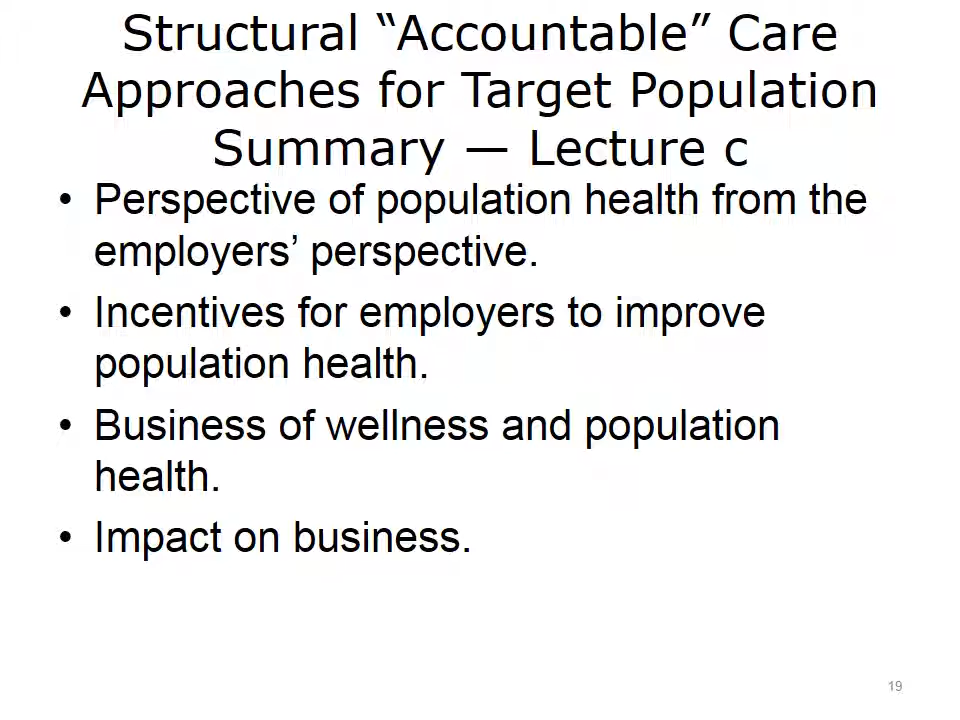 Structural “Accountable” Care
Approaches for Target Population
Summary — Lecture c
• Perspective of population health from the
employers’ perspective.
• Incentives for employers to improve
population health.
• Business of wellness and population
health.
• Impact on business.
19